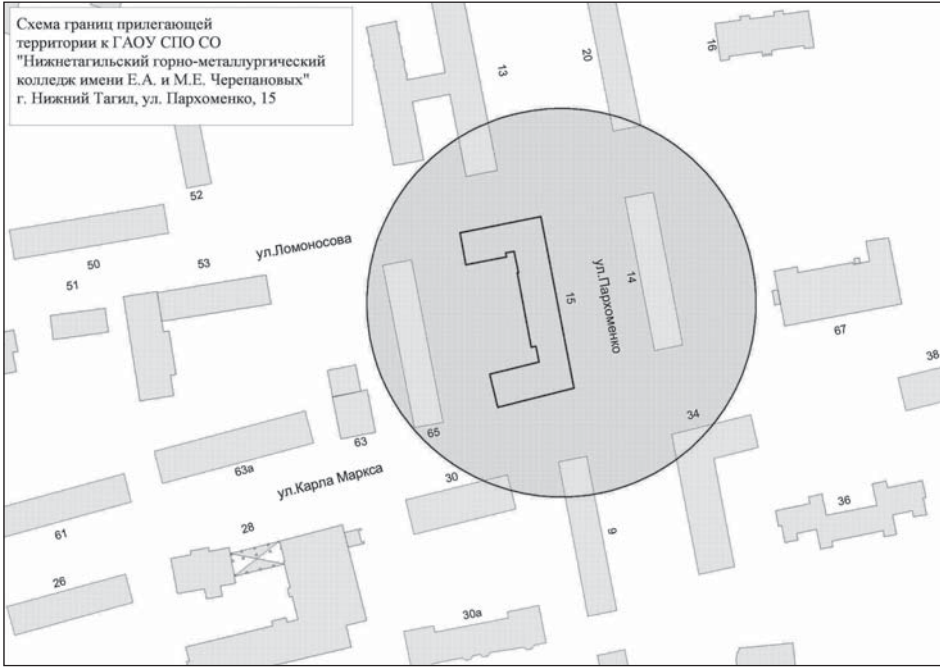 Схема границ прилегающей
территории к ГАОУ СПО СО
"Нижнетагильский горно-металлургический
колледж имени Е.А. и М.Е. Черепановых"
г. Нижний Тагил, ул. Пархоменко, 15
13
20
16
52
50
ул.Ломоносова
53
51
15
ул.Пархоменко
14
67
38
63
65
34
63а
ул.Карла Маркса
30
61
28
9
36
26
30а